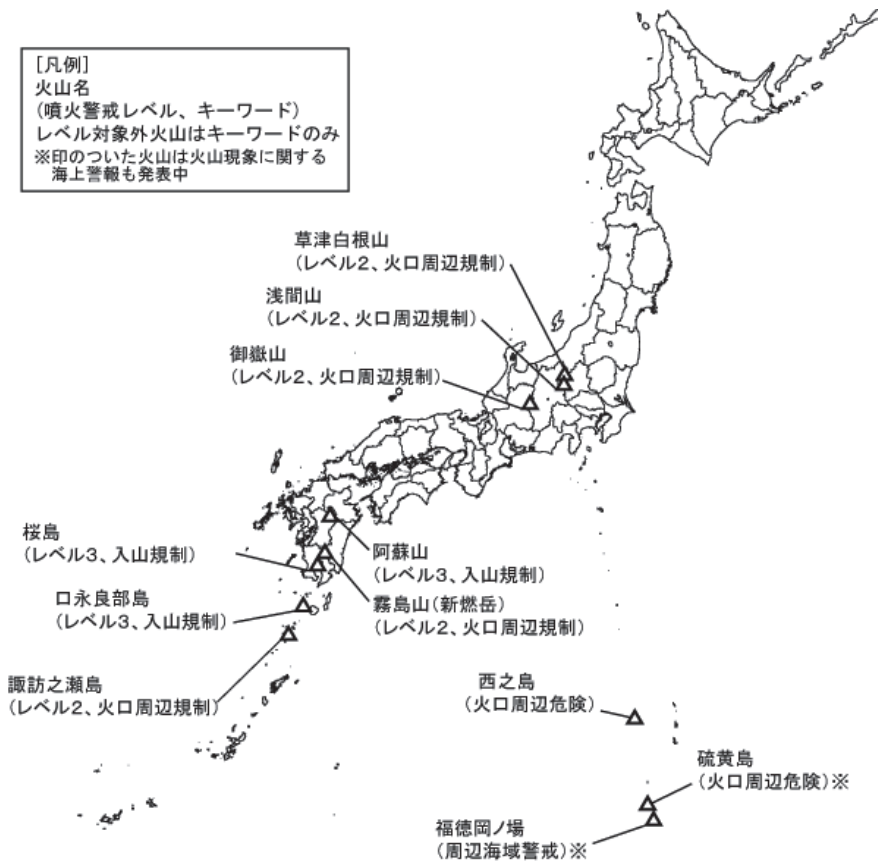 [凡例]
火山名
(噴火警戒レベル、キーワード)
レベル対象外火山はキーワードのみ
※印のついた火山は火山現象に関する
海上警報も発表中
草津白根山
(レベル2、火口周辺規制)
浅間山
(レベル2、火口周辺規制)
御嶽山
(レベル2、火口周辺規制)
桜島
(レベル3、入山規制)
阿蘇山
(レベル3、入山規制)
口永良部島
(レベル3、入山規制)
霧島山(新燃岳)
(レベル2、火口周辺規制)
諏訪之瀬島
(レベル2、火口周辺規制)
西之島
(火口周辺危険)
硫黄島
(火口周辺危険)※
福徳岡ノ場
(周辺海域警戒)※